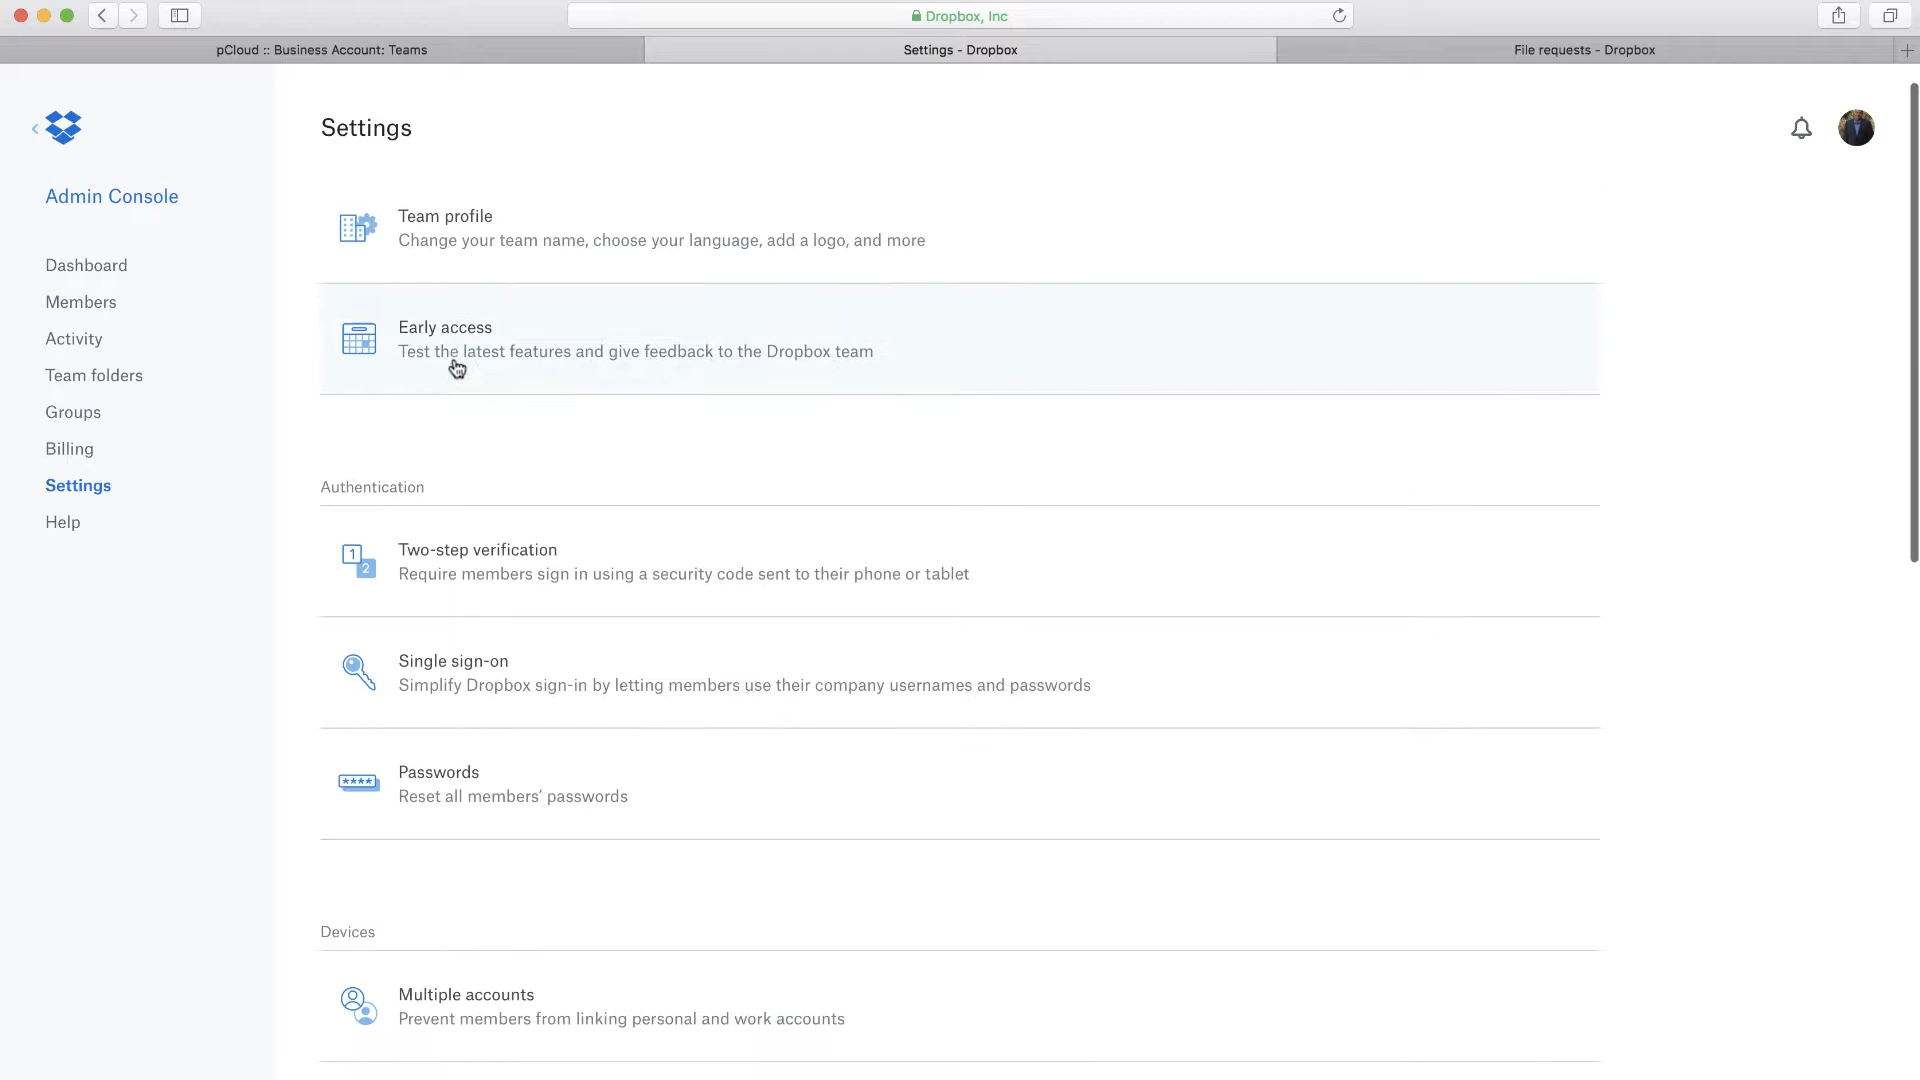 Dropbox, Inc
pCloud :: Business Account: Teams
Settings - Dropbox
File requests - Dropbox
Admin Console
Dashboard
Members
Activity
Team folders
Groups
Billing
Settings
Help
Settings
Team profile
Change your team name, choose your language, add a logo, and more
Early access
Test the latest features and give feedback to the Dropbox team
Authentication
1
2
Two-step verification
Require members sign in using a security code sent to their phone or tablet
Single sign-on
Simplify Dropbox sign-in by letting members use their company usernames and passwords
****
Passwords
Reset all members’ passwords
Devices
Multiple accounts
Prevent members from linking personal and work accounts